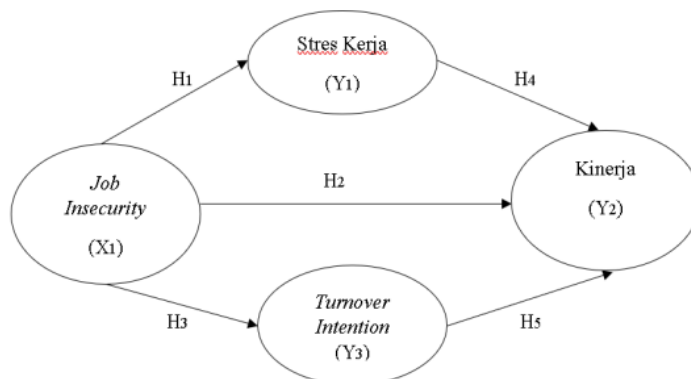 Stres Kerja
(Y1)
H1
H4
Job
Insecurity
(X1)
H2
Kinerja
(Y2)
H3
Turnover
Intention
(Y3)
H5